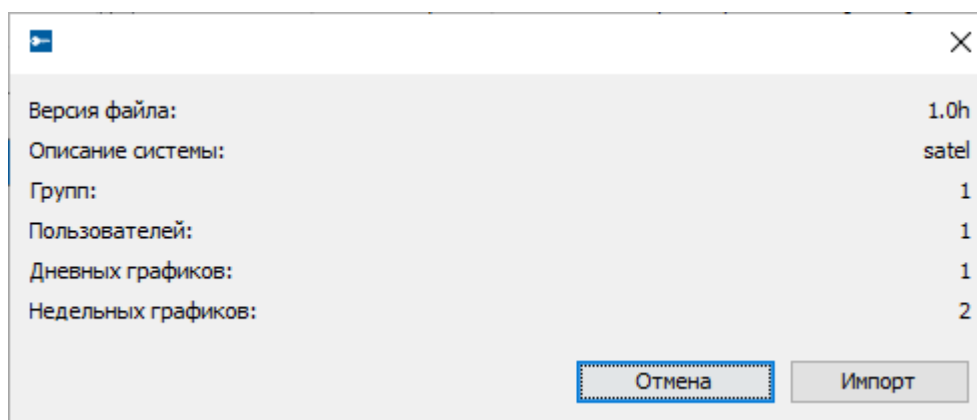 Версия файла: 1.0h
Описание системы: satel
Групп: 1
Пользователей: 1
Дневных графиков: 1
Недельных графиков: 2
Отмена Импорт